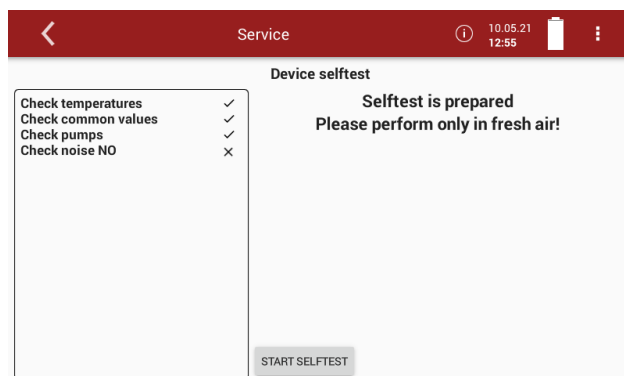 Service
10.05.21
12:55
Device selftest
Check temperatures
Check common values
Check pumps
Check noise NO
Selftest is prepared
Please perform only in fresh air!
START SELFTEST